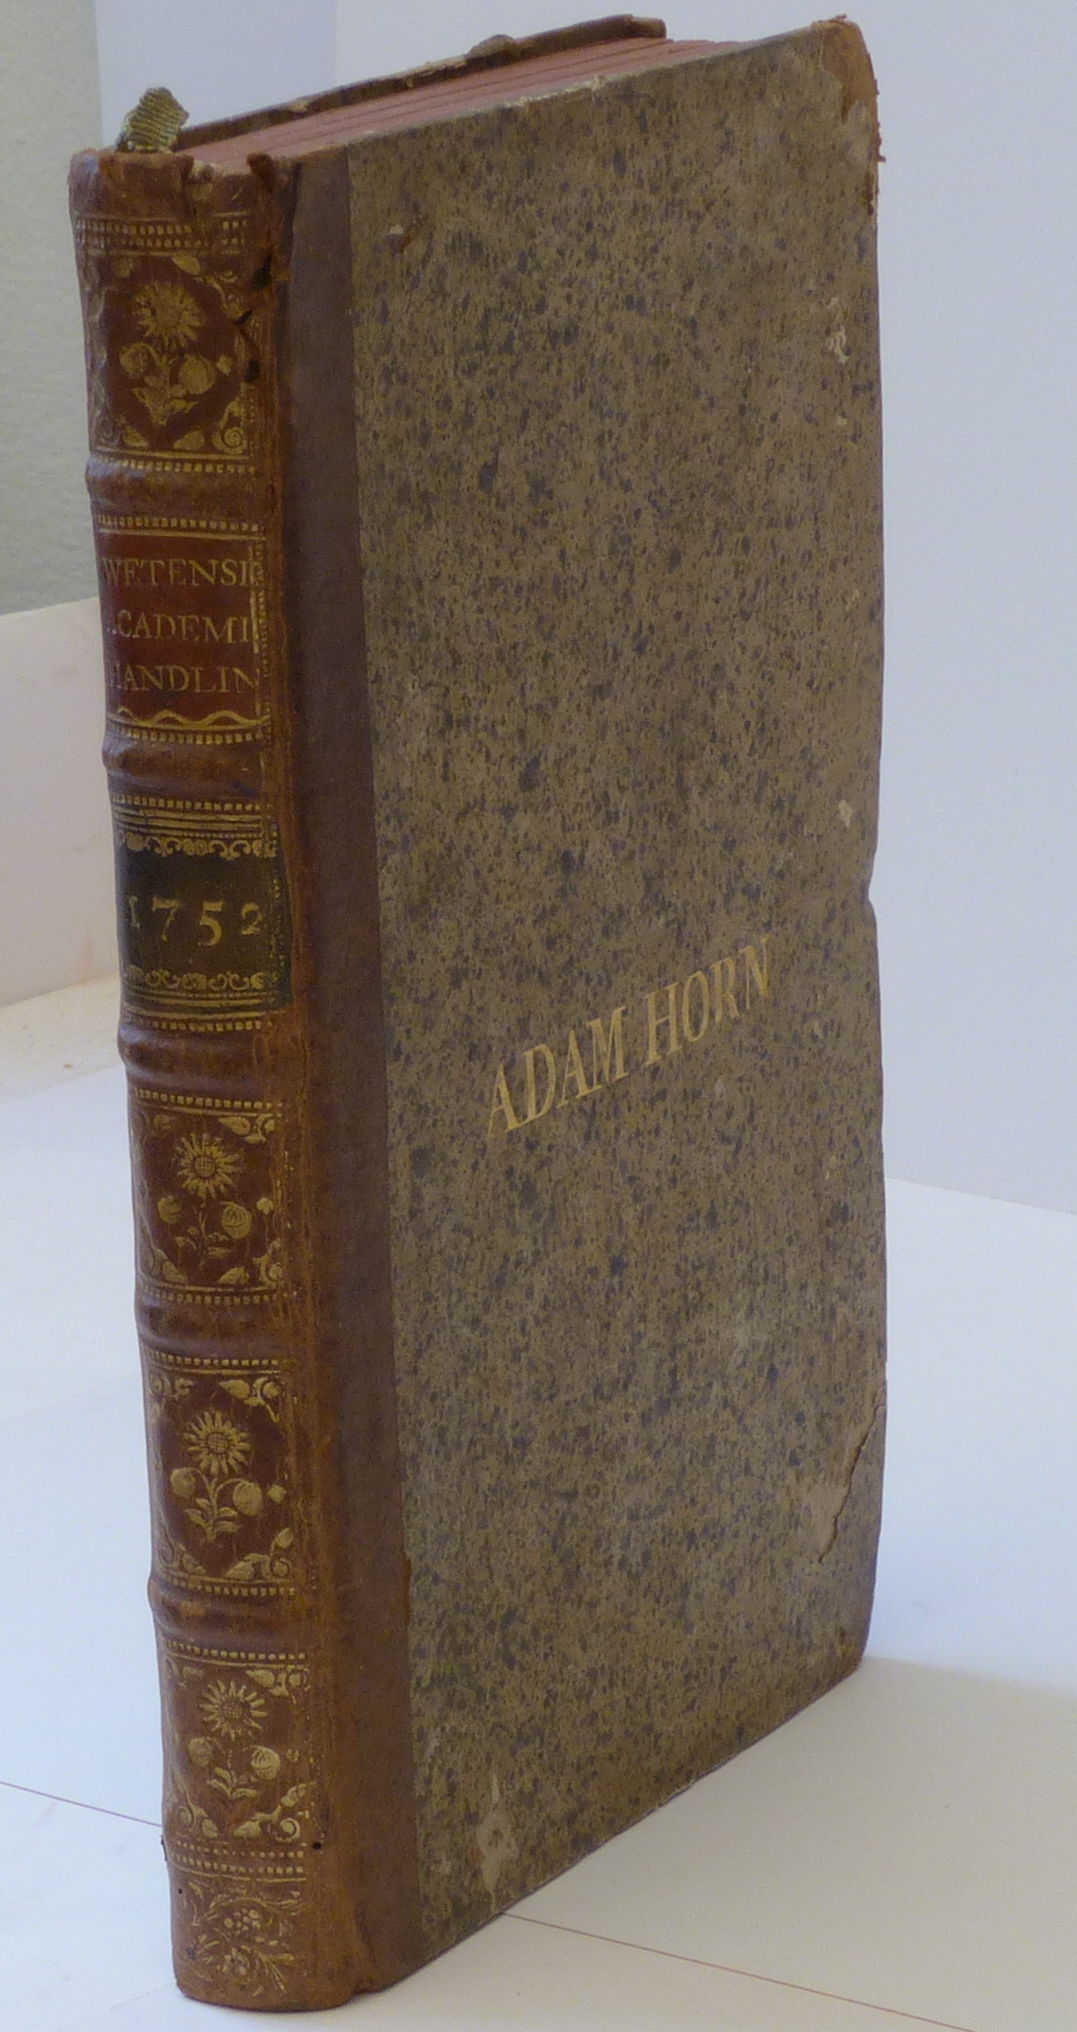 WETENSK
ACADEMI
HANDLIN
1752
ADAM HORN